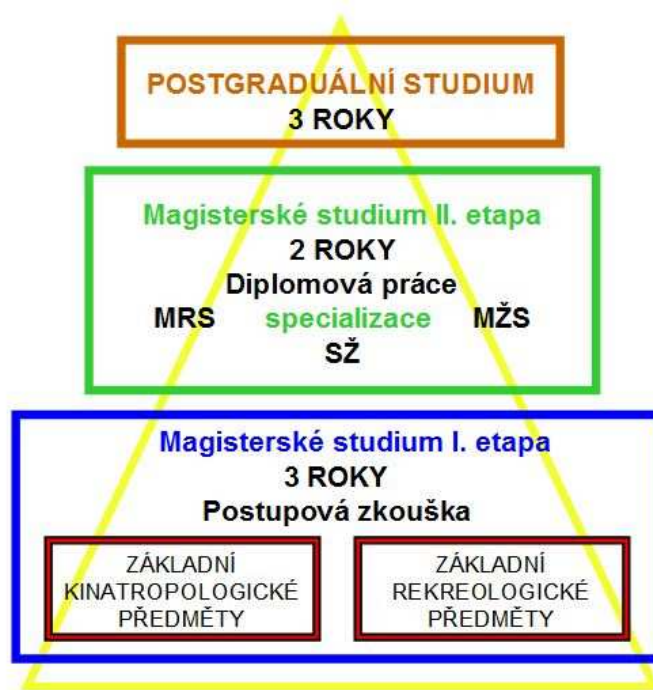 POSTGRADUÁLNÍ STUDIUM
3 ROKY
Magisterské studium II. etapa
2 ROKY
Diplomová práce
MRS specializace MŽS
SŽ
Magisterské studium I. etapa
3 ROKY
Postupová zkouška
ZÁKLADNÍ
KINATROPOLOGICKÉ
PŘEDMĚTY
ZÁKLADNÍ
REKREOLOGICKÉ
PŘEDMĚTY